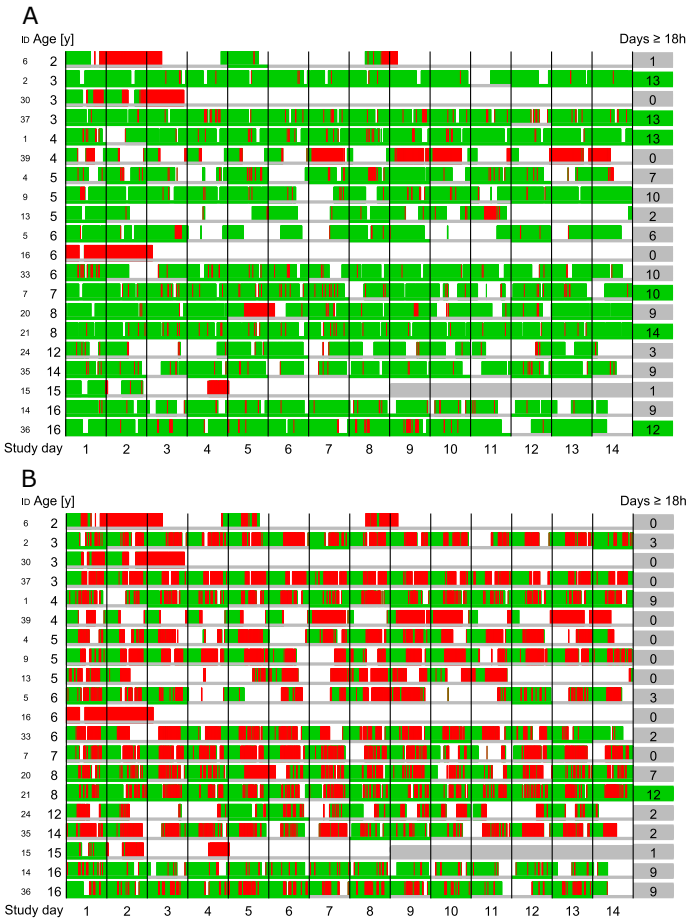 A
ID Age [y] Days ≥ 18h
6 2 1
2 3 13
30 3 0
37 3 13
1 4 13
39 4 0
4 5 7
9 5 10
13 5 2
5 6 6
16 6 0
33 6 10
7 7 10
20 8 9
21 8 14
24 12 3
35 14 9
15 15 1
14 16 9
36 16 12
Study day 1 2 3 4 5 6 7 8 9 10 11 12 13 14
B
ID Age [y] Days ≥ 18h
6 2 0
2 3 3
30 3 0
37 3 0
1 4 9
39 4 0
4 5 0
9 5 0
13 5 0
5 6 3
16 6 0
33 6 2
7 7 0
20 8 7
21 8 12
24 12 2
35 14 2
15 15 1
14 16 9
36 16 9
Study day 1 2 3 4 5 6 7 8 9 10 11 12 13 14